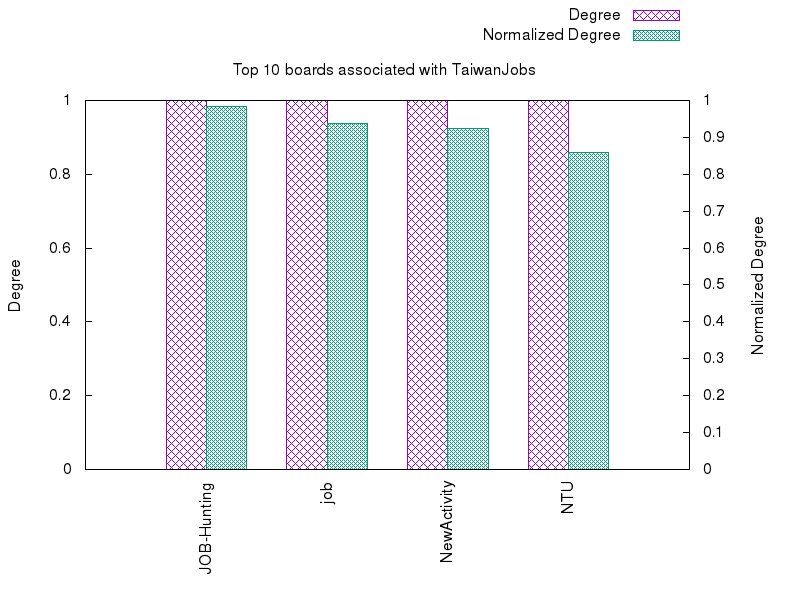 Degree
Normalized Degree
Top 10 boards associated with TaiwanJobs
1
0.8
0.6
0.4
0.2
0
1
0.9
0.8
0.7
0.6
0.5
0.4
0.3
0.2
0.1
0
Degree
Normalized Degree
JOB-Hunting
job
NewActivity
NTU